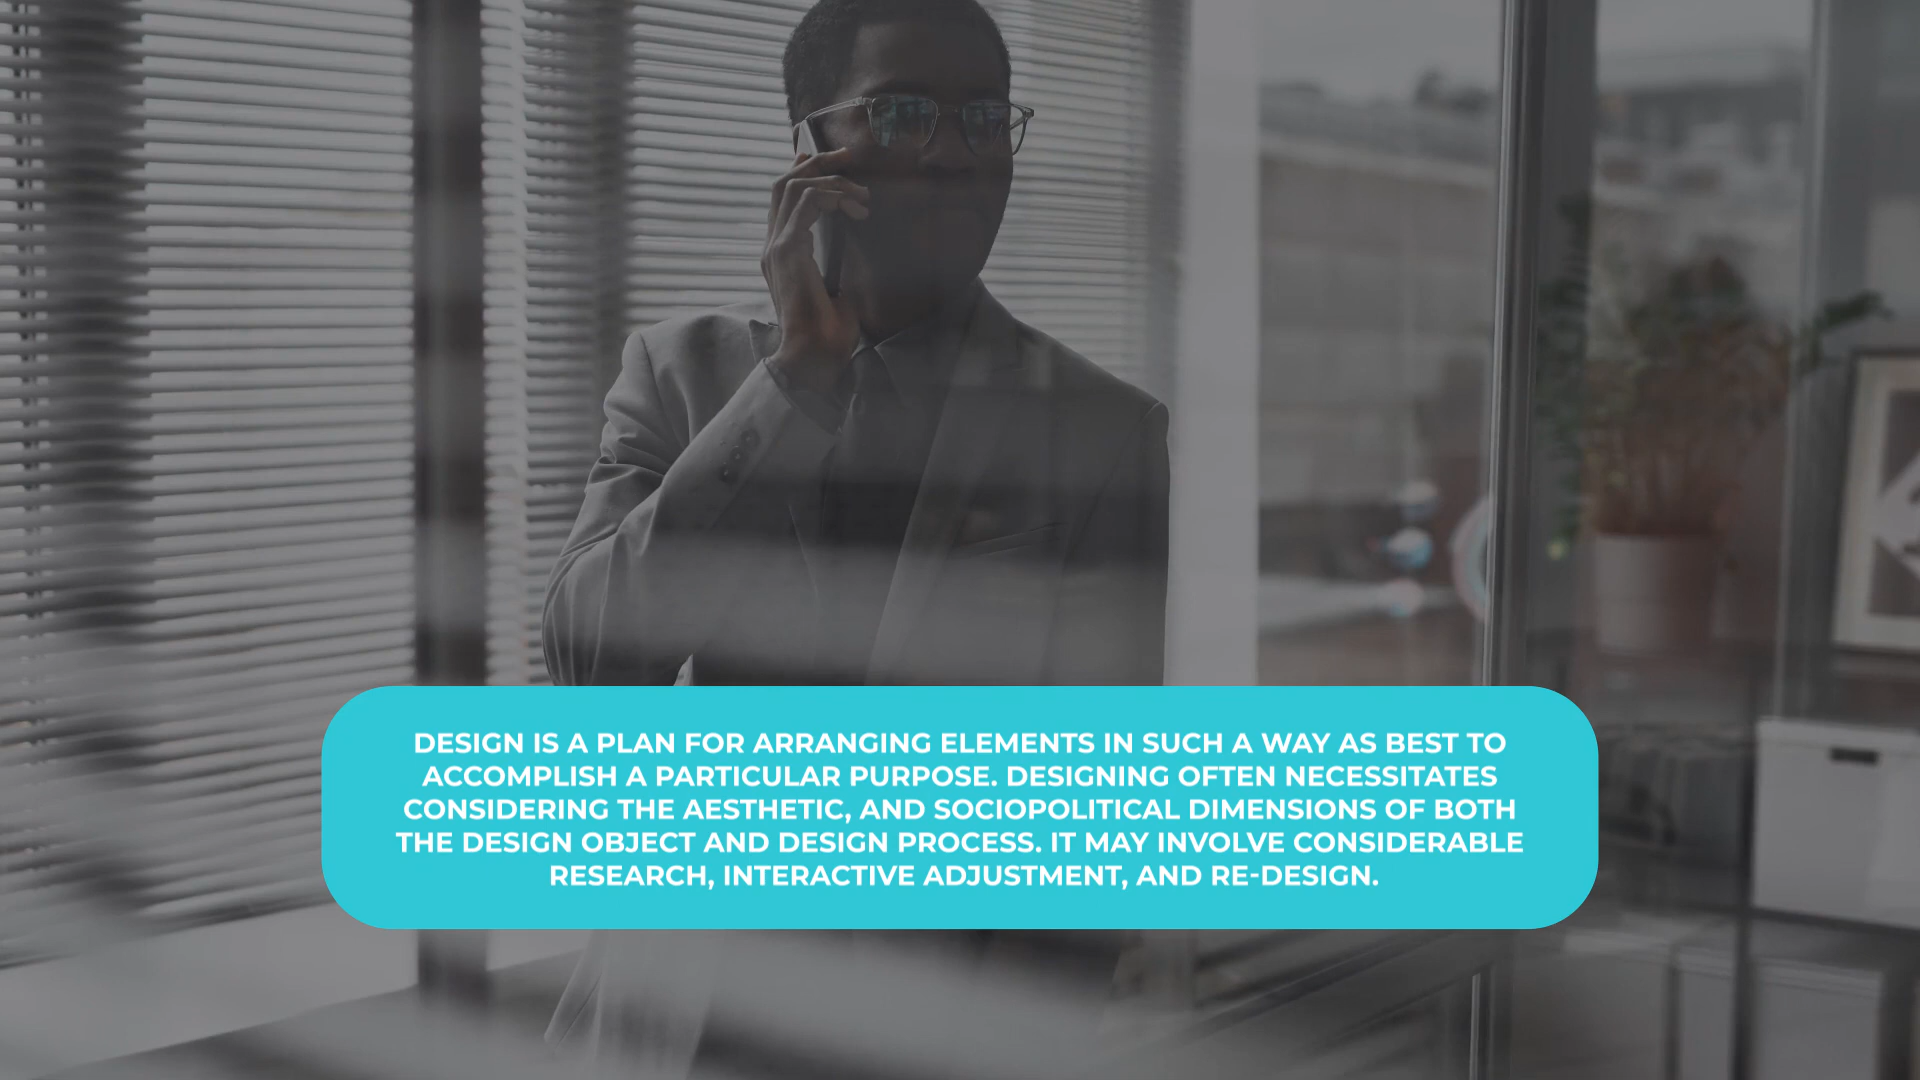 DESIGN IS A PLAN FOR ARRANGING ELEMENTS IN SUCH A WAY AS BEST TO
ACCOMPLISH A PARTICULAR PURPOSE. DESIGNING OFTEN NECESSITATES
CONSIDERING THE AESTHETIC, AND SOCIOPOLITICAL DIMENSIONS OF BOTH
THE DESIGN OBJECT AND DESIGN PROCESS. IT MAY INVOLVE CONSIDERABLE
RESEARCH, INTERACTIVE ADJUSTMENT, AND RE-DESIGN.